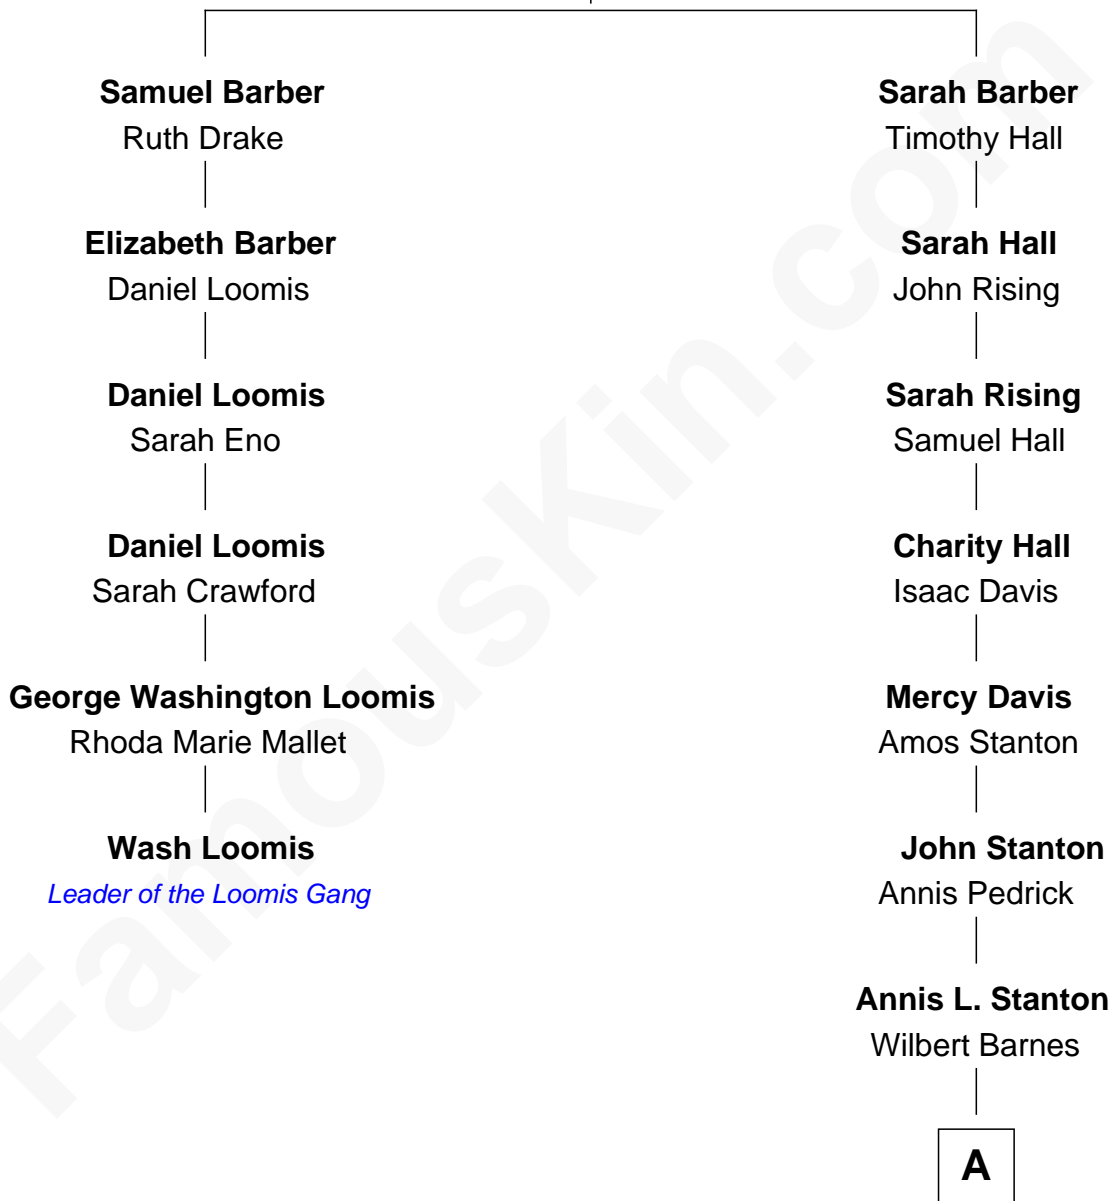 Samuel Barber
Ruth Drake
Elizabeth Barber
Daniel Loomis
Daniel Loomis
Sarah Eno
Daniel Loomis
Sarah Crawford
George Washington Loomis
Rhoda Marie Mallet
Wash Loomis
Leader of the Loomis Gang
Sarah Barber
Timothy Hall
Sarah Hall
John Rising
Sarah Rising
Samuel Hall
Charity Hall
Isaac Davis
Mercy Davis
Amos Stanton
John Stanton
Annis Pedrick
Annis L. Stanton
Wilbert Barnes
A
FamousKin.com